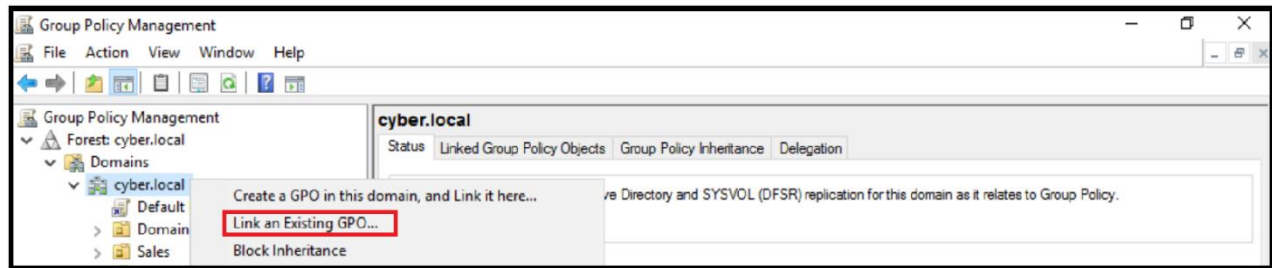 Group Policy Management
File Action View Window Help
Group Policy Management
Forest: cyber.local
Domains
cyber.local
Default
Domain
Sales
Create a GPO in this domain, and Link it here...
Link an Existing GPO...
Block Inheritance
cyber.local
Status Linked Group Policy Objects Group Policy Inheritance Delegation
ve Directory and SYSVOL (DFSR) replication for this domain as it relates to Group Policy.